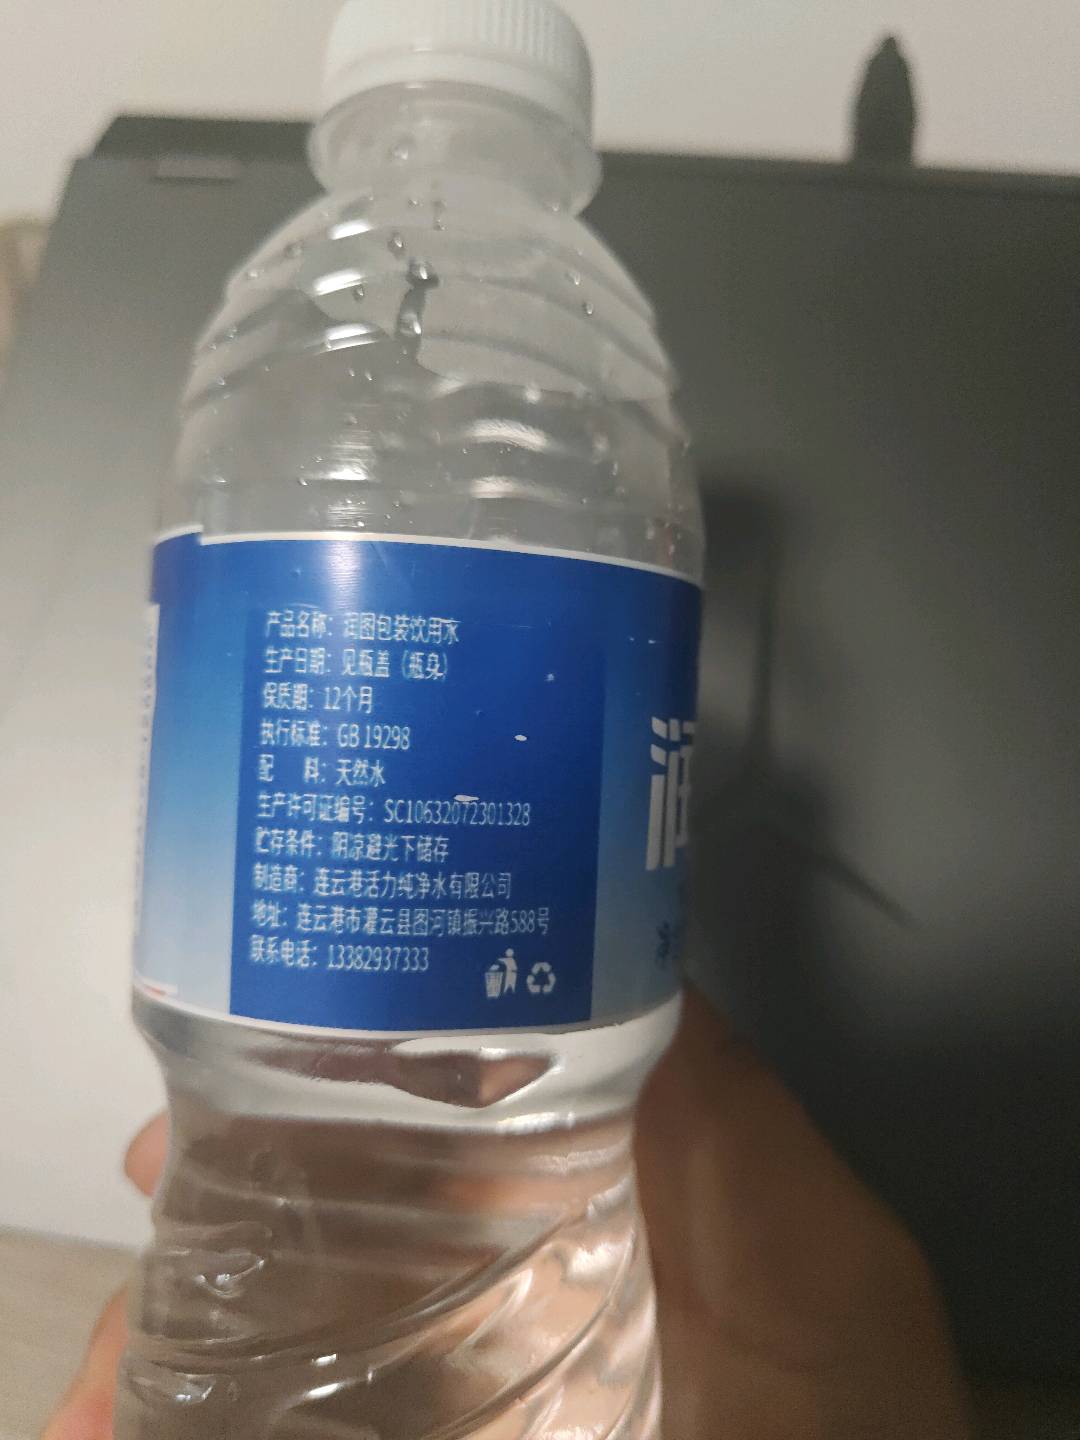 产品名称：润图包装饮用水
生产日期：见瓶盖（瓶身）
保质期：12个月
执行标准：GB 19298
配　料：天然水
生产许可证编号：SC10632072301328
贮存条件：阴凉避光下储存
制造商：连云港活力纯净水有限公司
地址：连云港市灌云县图河镇振兴路588号
联系电话：13382937333
润
净